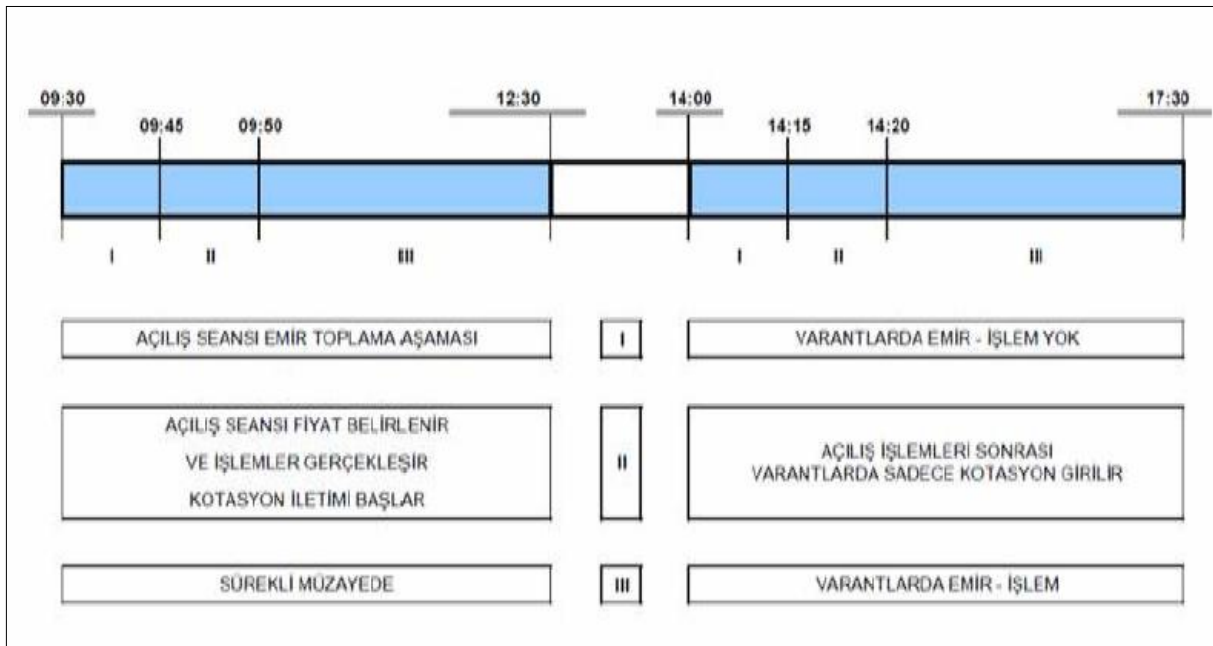 09:30 12:30 14:00 17:30
09:45 09:50 14:15 14:20
I II III I II III
AÇILIŞ SEANSI EMİR TOPLAMA AŞAMASI
I
VARANTLARDA EMİR - İŞLEM YOK
AÇILIŞ SEANSI FİYAT BELİRLENİR
VE İŞLEMLER GERÇEKLEŞİR
KOTASYON İLETİMİ BAŞLAR
II
AÇILIŞ İŞLEMLERİ SONRASI
VARANTLARDA SADECE KOTASYON GİRİLİR
SÜREKLİ MÜZAYEDE
III
VARANTLARDA EMİR - İŞLEM